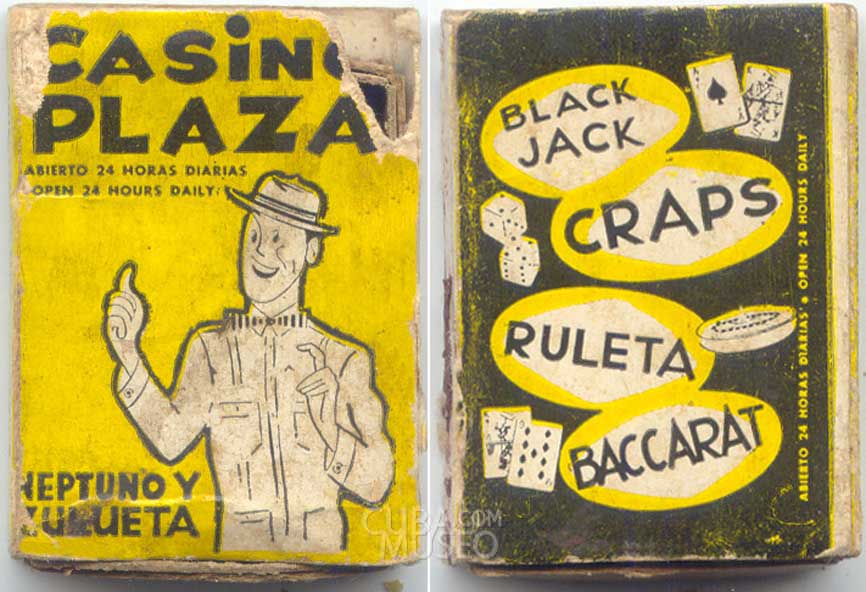 CASINO
PLAZA
ABIERTO 24 HORAS DIARIAS
OPEN 24 HOURS DAILY
NEPTUNO Y
ZULUETA
BLACK
JACK
CRAPS
RULETA
BACCARAT
ABIERTO 24 HORAS DIARIAS • OPEN 24 HOURS DAILY
CUBA.COM
MUSEO